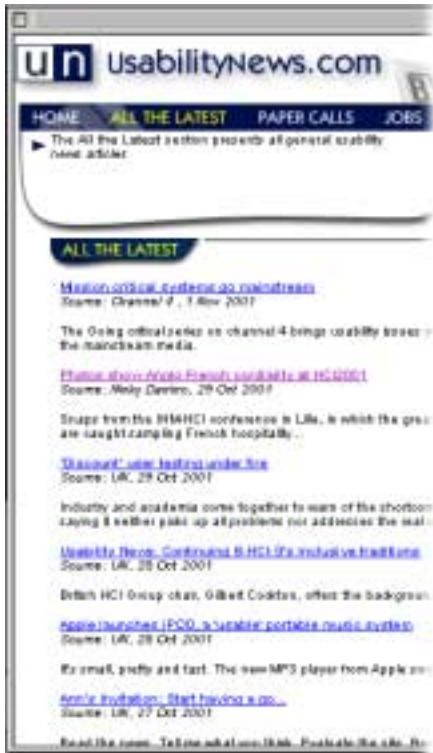 un UsabilityNews.com
HOME ALL THE LATEST PAPER CALLS JOBS
The All the Latest section presents all general usability
news articles
ALL THE LATEST
Mission critical systems go mainstream
Source: Channel 4, 1 Nov 2001
The Going critical series on channel 4 brings usability issues
the mainstream media.
Photos show Anglo French cordiality at HCI2001
Source: Nicky Danino, 29 Oct 2001
Snaps from the IHMHCI conference in Lille, in which the
are caught sampling French hospitality...
'Discount' user testing under fire
Source: UK, 29 Oct 2001
Industry and academia come together to warn of the
saying it neither picks up all problems nor addresses the real
Usability News: Continuing B-HCI-G's inclusive traditions
Source: UK, 28 Oct 2001
British HCI Group chair, Gilbert Cockton, offers the
Apple launches iPOD, a 'usable' portable music system
Source: UK, 28 Oct 2001
It's small, pretty and fast. The new MP3 player from Apple
Ann's Invitation: Start having a go...
Source: UK, 27 Oct 2001
Read the news. Tell me what you think. Evaluate the site.